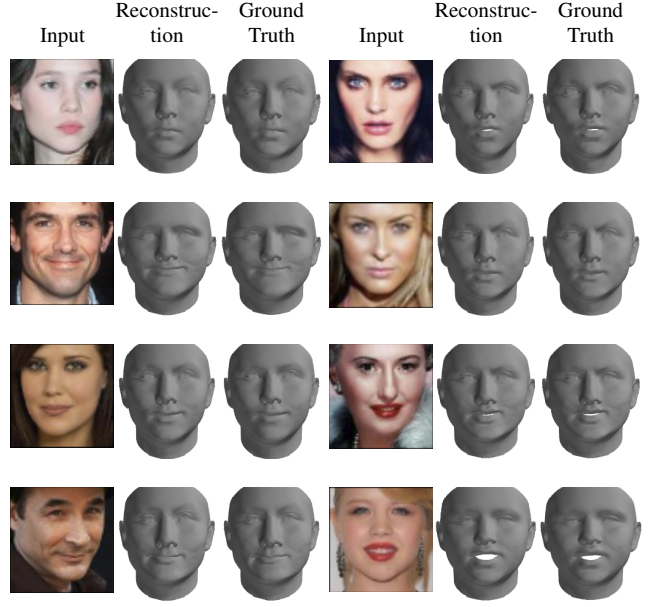 Input
Reconstruc-
tion
Ground
Truth
Input
Reconstruc-
tion
Ground
Truth